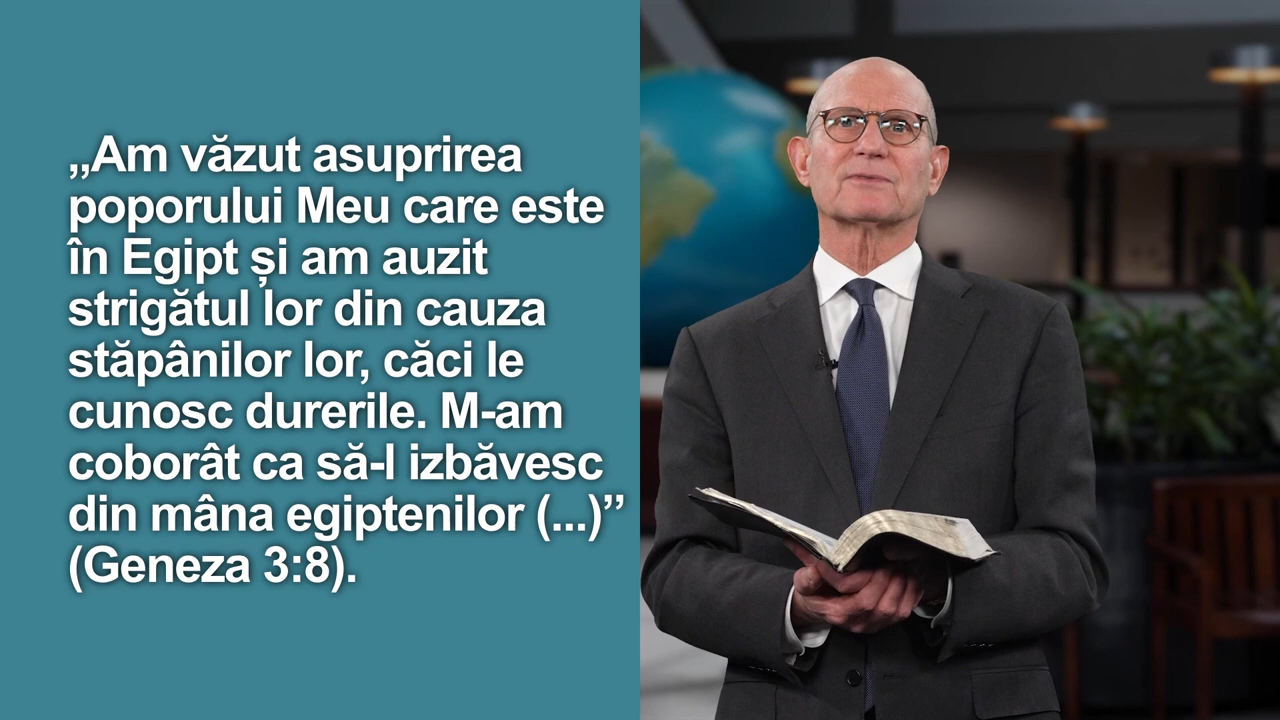 „Am văzut asuprirea
poporului Meu care este
în Egipt și am auzit
strigătul lor din cauza
stăpânilor lor, căci le
cunosc durerile. M-am
coborât ca să-l izbăvesc
din mâna egiptenilor (...)”
(Geneza 3:8).